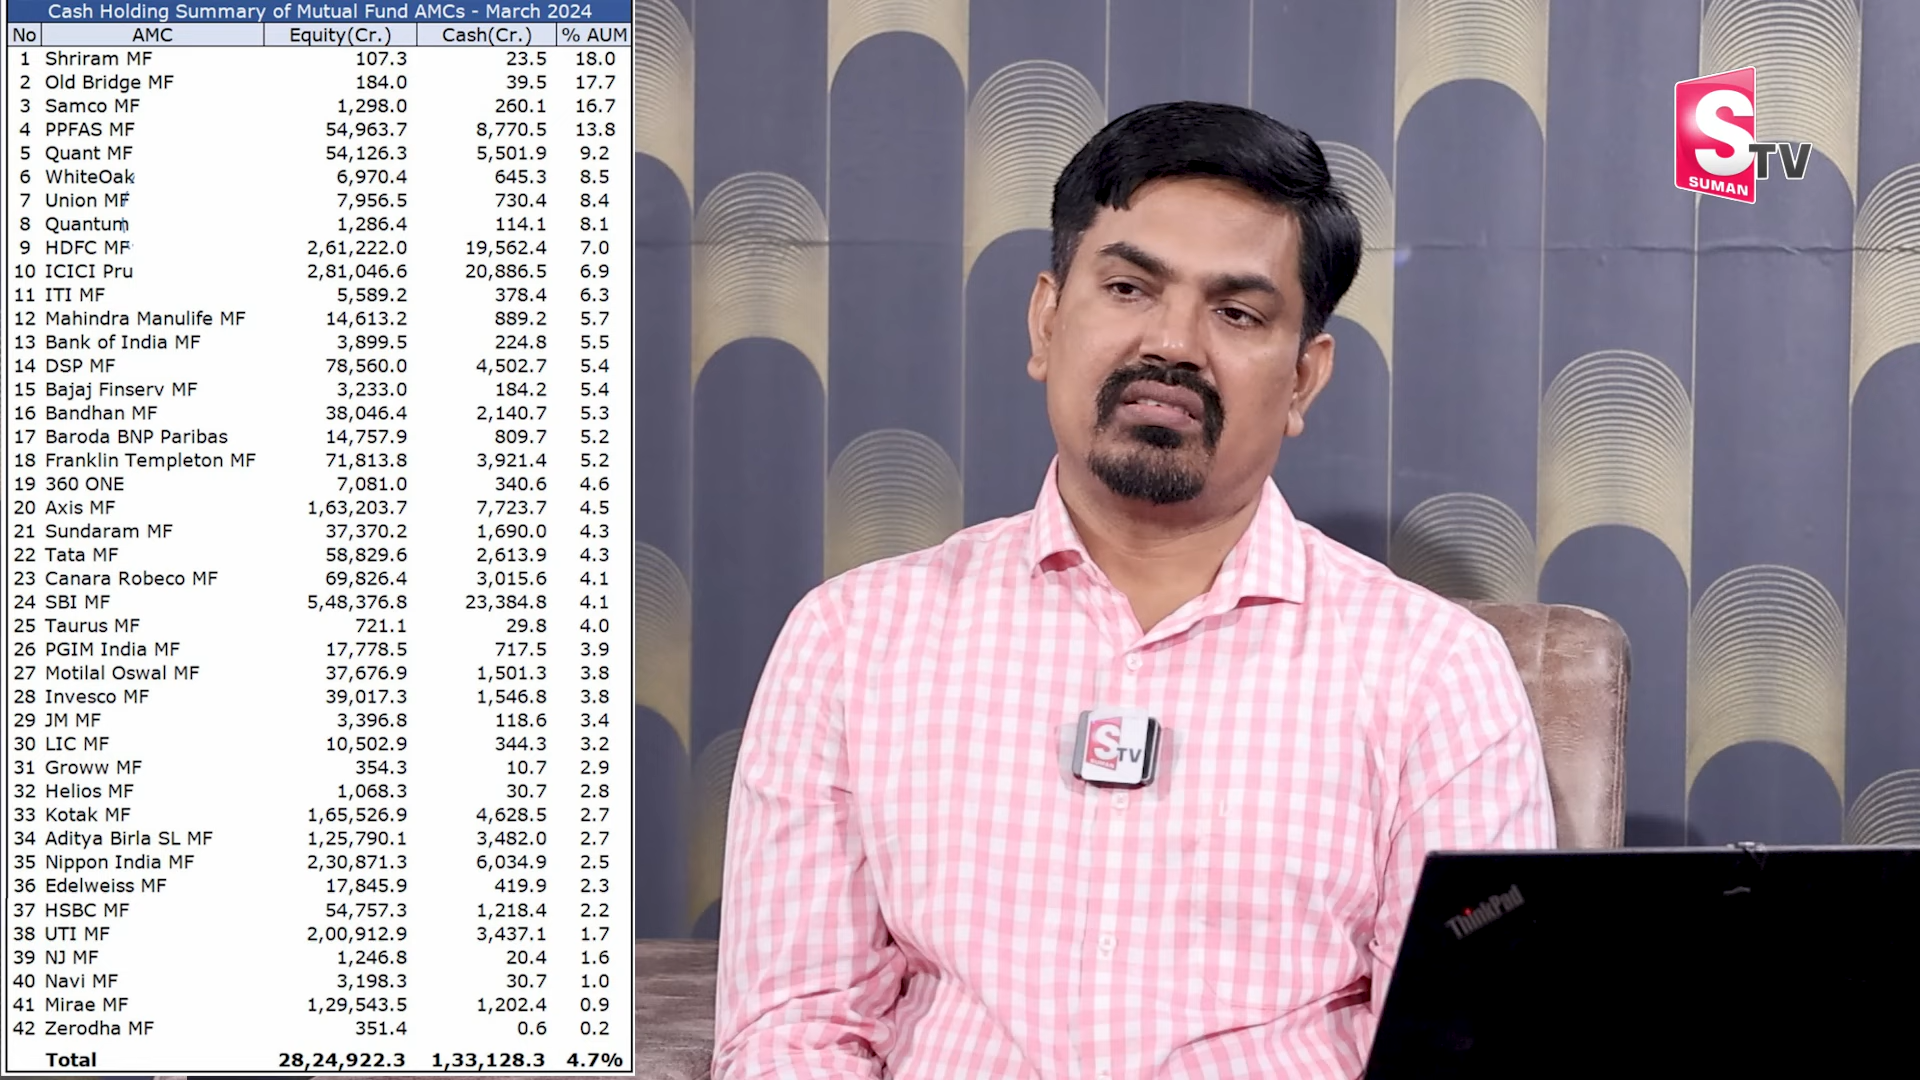 Cash Holding Summary of Mutual Fund AMCs - March 2024
No AMC Equity(Cr.) Cash(Cr.) % AUM
1 Shriram MF 107.3 23.5 18.0
2 Old Bridge MF 184.0 39.5 17.7
3 Samco MF 1,298.0 260.1 16.7
4 PPFAS MF 54,963.7 8,770.5 13.8
5 Quant MF 54,126.3 5,501.9 9.2
6 WhiteOak 6,970.4 645.3 8.5
7 Union MF 7,956.5 730.4 8.4
8 Quantum 1,286.4 114.1 8.1
9 HDFC MF 2,61,222.0 19,562.4 7.0
10 ICICI Pru 2,81,046.6 20,886.5 6.9
11 ITI MF 5,589.2 378.4 6.3
12 Mahindra Manulife MF 14,613.2 889.2 5.7
13 Bank of India MF 3,899.5 224.8 5.5
14 DSP MF 78,560.0 4,502.7 5.4
15 Bajaj Finserv MF 3,233.0 184.2 5.4
16 Bandhan MF 38,046.4 2,140.7 5.3
17 Baroda BNP Paribas 14,757.9 809.7 5.2
18 Franklin Templeton MF 71,813.8 3,921.4 5.2
19 360 ONE 7,081.0 340.6 4.6
20 Axis MF 1,63,203.7 7,723.7 4.5
21 Sundaram MF 37,370.2 1,690.0 4.3
22 Tata MF 58,829.6 2,613.9 4.3
23 Canara Robeco MF 69,826.4 3,015.6 4.1
24 SBI MF 5,48,376.8 23,384.8 4.1
25 Taurus MF 721.1 29.8 4.0
26 PGIM India MF 17,778.5 717.5 3.9
27 Motilal Oswal MF 37,676.9 1,501.3 3.8
28 Invesco MF 39,017.3 1,546.8 3.8
29 JM MF 3,396.8 118.6 3.4
30 LIC MF 10,502.9 344.3 3.2
31 Groww MF 354.3 10.7 2.9
32 Helios MF 1,068.3 30.7 2.8
33 Kotak MF 1,65,526.9 4,628.5 2.7
34 Aditya Birla SL MF 1,25,790.1 3,482.0 2.7
35 Nippon India MF 2,30,871.3 6,034.9 2.5
36 Edelweiss MF 17,845.9 419.9 2.3
37 HSBC MF 54,757.3 1,218.4 2.2
38 UTI MF 2,00,912.9 3,437.1 1.7
39 NJ MF 1,246.8 20.4 1.6
40 Navi MF 3,198.3 30.7 1.0
41 Mirae MF 1,29,543.5 1,202.4 0.9
42 Zerodha MF 351.4 0.6 0.2
Total 28,24,922.3 1,33,128.3 4.7%
S TV
SUMAN
S TV
SUMAN
ThinkPad